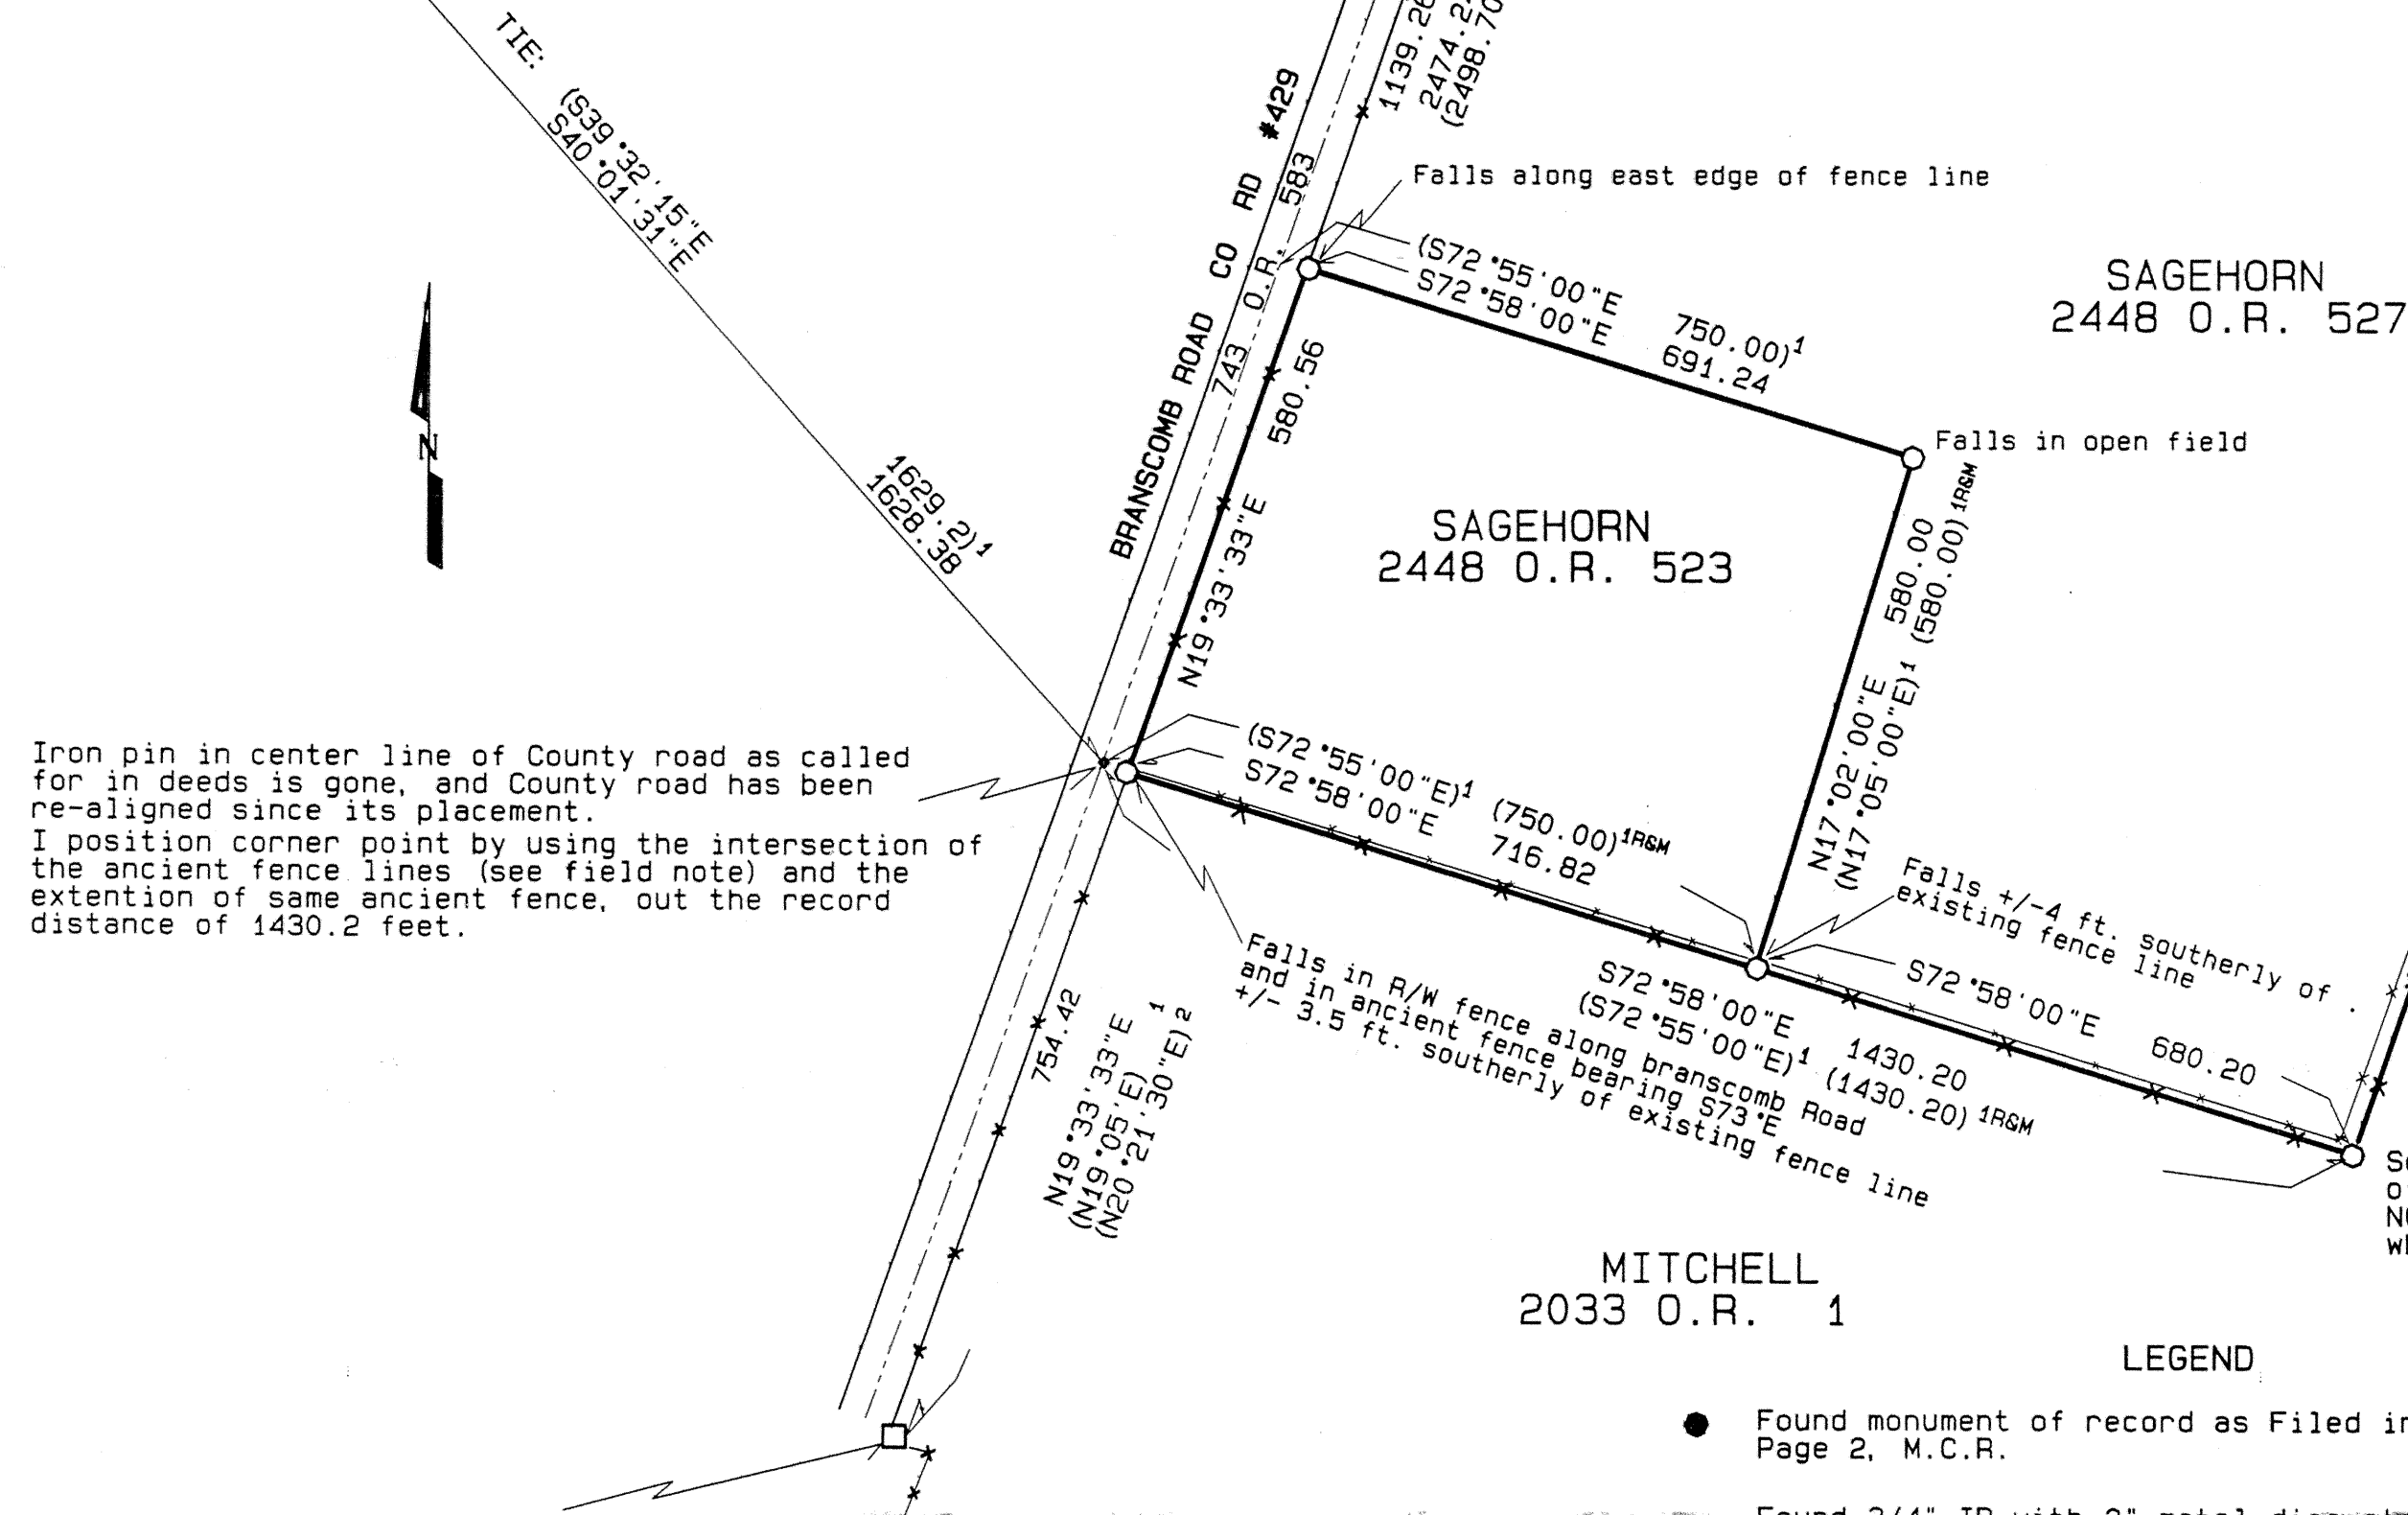 TIE:
(S39°32'15"E
S40°01'31"E
1629.2)1
1628.38
N
BRANSCOMB ROAD CO RD #429
743 O.R. 583
1139.26
2474.2
(2498.70
Falls along east edge of fence line
(S72°55'00"E 750.00)1
S72°58'00"E 691.24
SAGEHORN
2448 O.R. 527
580.56
N19°33'33"E
Falls in open field
SAGEHORN
2448 O.R. 523
N17°02'00"E 580.00
(N17°05'00"E)1 (580.00)1R&M
Iron pin in center line of County road as called
for in deeds is gone, and County road has been
re-aligned since its placement.
I position corner point by using the intersection of
the ancient fence lines (see field note) and the
extention of same ancient fence, out the record
distance of 1430.2 feet.
(S72°55'00"E)1 (750.00)1R&M
S72°58'00"E 716.82
Falls +/-4 ft. southerly of .
existing fence line
S72°58'00"E 680.20
Falls in R/W fence along branscomb Road
and in ancient fence bearing S73°E
+/- 3.5 ft. southerly of existing fence line
S72°58'00"E 1430.20
(S72°55'00"E)1 (1430.20)1R&M
754.42
N19°33'33"E
(N19°05'E)1
(N20°21'30"E)2
MITCHELL
2033 O.R. 1
LEGEND
Found monument of record as Filed in
Page 2, M.C.R.